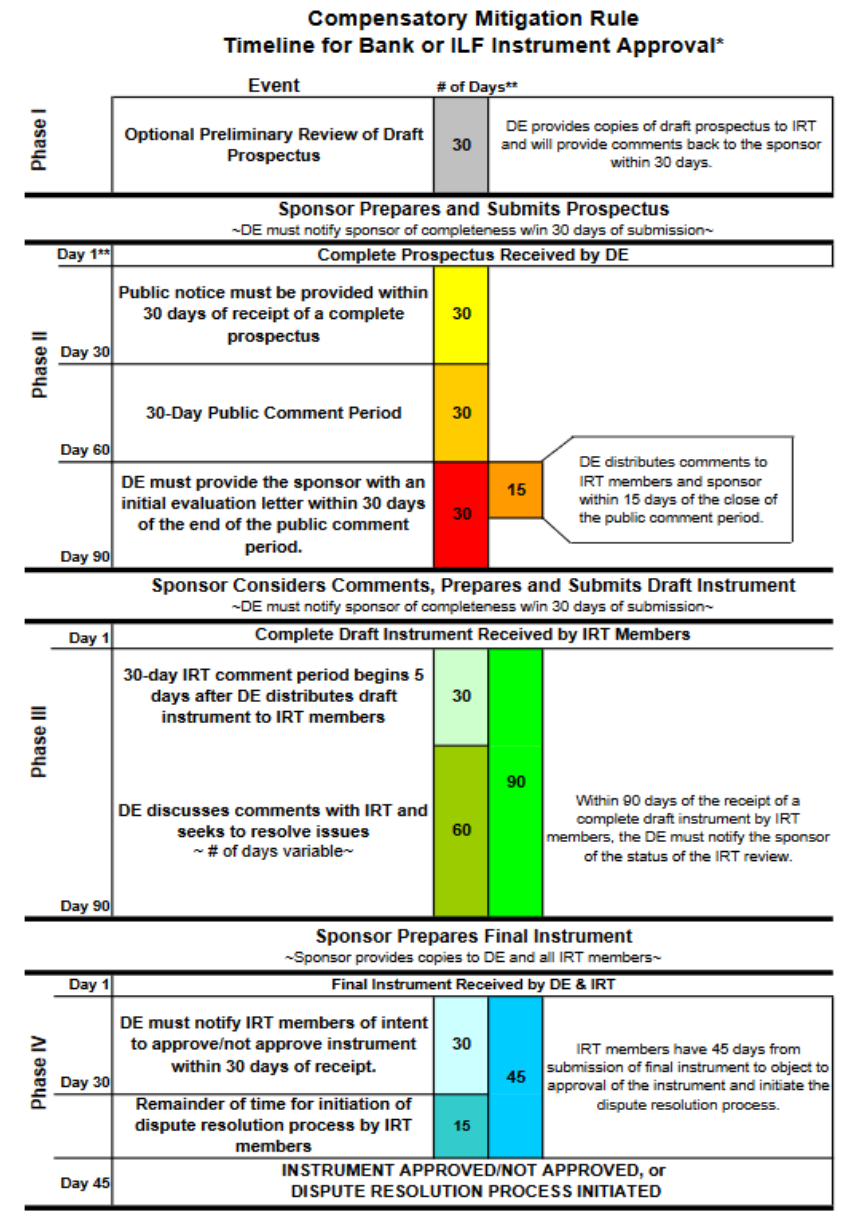 Compensatory Mitigation Rule
Timeline for Bank or ILF Instrument Approval*
Event
# of Days**
Phase I
Optional Preliminary Review of Draft
Prospectus
30
DE provides copies of draft prospectus to IRT
and will provide comments back to the sponsor
within 30 days.
Sponsor Prepares and Submits Prospectus
~DE must notify sponsor of completeness w/in 30 days of submission~
Phase II
Day 1**
Complete Prospectus Received by DE
Public notice must be provided within
30 days of receipt of a complete
prospectus
30
Day 30
30-Day Public Comment Period
30
Day 60
DE must provide the sponsor with an
initial evaluation letter within 30 days
of the end of the public comment
period.
30
15
DE distributes comments to
IRT members and sponsor
within 15 days of the close of
the public comment period.
Day 90
Sponsor Considers Comments, Prepares and Submits Draft Instrument
~DE must notify sponsor of completeness w/in 30 days of submission~
Phase III
Day 1
Complete Draft Instrument Received by IRT Members
30-day IRT comment period begins 5
days after DE distributes draft
instrument to IRT members
30
90
DE discusses comments with IRT and
seeks to resolve issues
~ # of days variable~
60
Within 90 days of the receipt of a
complete draft instrument by IRT
members, the DE must notify the sponsor
of the status of the IRT review.
Day 90
Sponsor Prepares Final Instrument
~Sponsor provides copies to DE and all IRT members~
Phase IV
Day 1
Final Instrument Received by DE & IRT
DE must notify IRT members of intent
to approve/not approve instrument
within 30 days of receipt.
30
45
IRT members have 45 days from
submission of final instrument to object to
approval of the instrument and initiate the
dispute resolution process.
Day 30
Remainder of time for initiation of
dispute resolution process by IRT
members
15
Day 45
INSTRUMENT APPROVED/NOT APPROVED, or
DISPUTE RESOLUTION PROCESS INITIATED